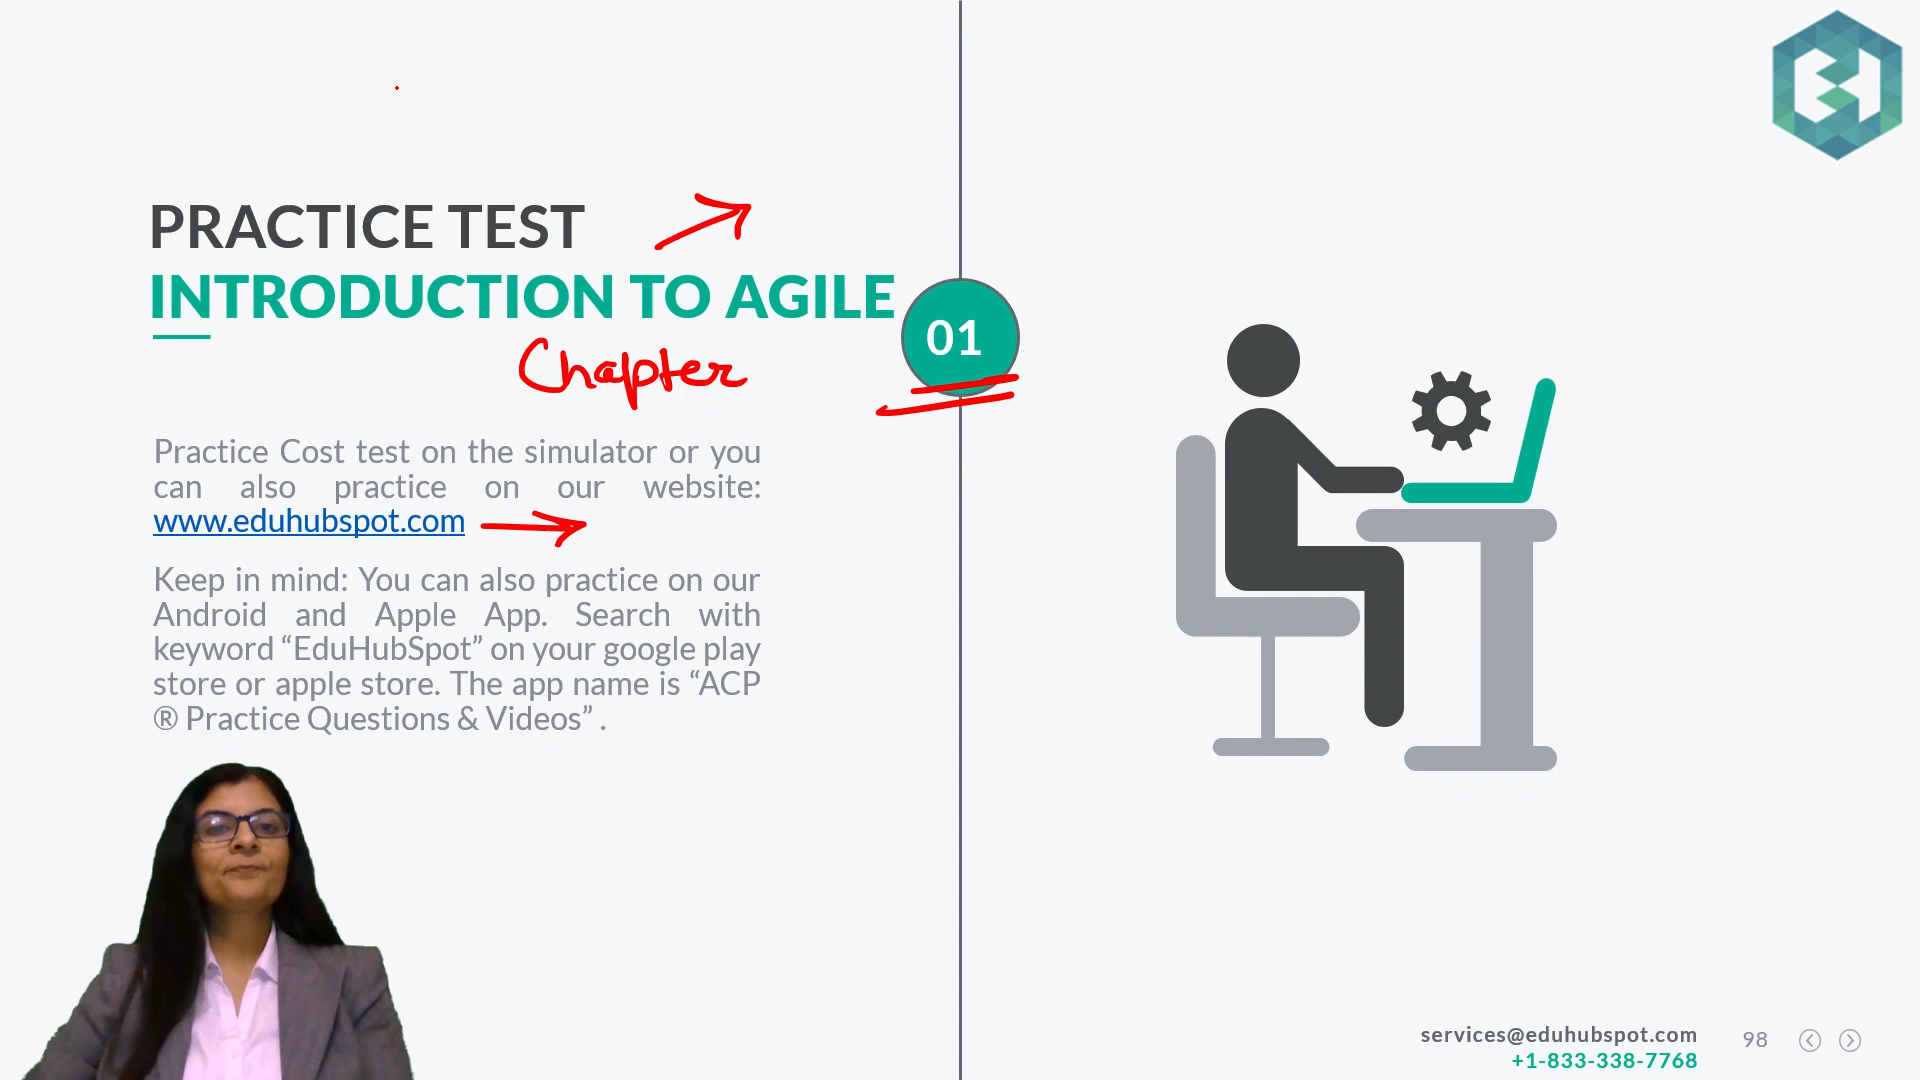 PRACTICE TEST
INTRODUCTION TO AGILE
01
Chapter
Practice Cost test on the simulator or you
can also practice on our website:
www.eduhubspot.com
Keep in mind: You can also practice on our
Android and Apple App. Search with
keyword “EduHubSpot” on your google play
store or apple store. The app name is “ACP
® Practice Questions & Videos” .
services@eduhubspot.com
+1-833-338-7768
98